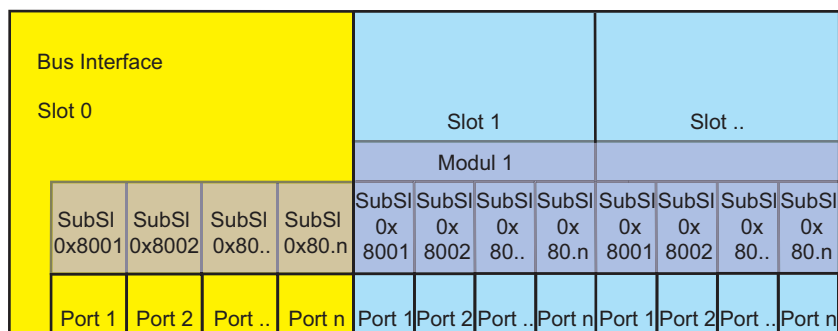 Bus Interface
Slot 0
Slot 1
Slot ..
Modul 1
SubSl 0x8001
SubSl 0x8002
SubSl 0x80..
SubSl 0x80.n
SubSl 0x 8001
SubSl 0x 8002
SubSl 0x 80..
SubSl 0x 80.n
SubSl 0x 8001
SubSl 0x 8002
SubSl 0x 80..
SubSl 0x 80.n
Port 1
Port 2
Port ..
Port n
Port 1
Port 2
Port ..
Port n
Port 1
Port 2
Port ..
Port n